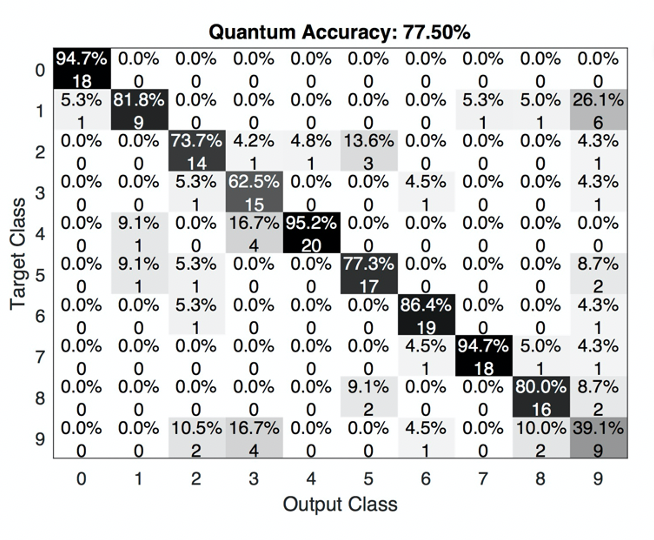 Quantum Accuracy: 77.50%
94.7% 0.0% 0.0% 0.0% 0.0% 0.0% 0.0% 0.0% 0.0% 0.0%
0
18 0 0 0 0 0 0 0 0 0
5.3% 81.8% 0.0% 0.0% 0.0% 0.0% 0.0% 5.3% 5.0% 26.1%
1
1 9 0 0 0 0 0 1 1 6
0.0% 0.0% 73.7% 4.2% 4.8% 13.6% 0.0% 0.0% 0.0% 4.3%
2
0 0 14 1 1 3 0 0 0 1
0.0% 0.0% 5.3% 62.5% 0.0% 0.0% 4.5% 0.0% 0.0% 4.3%
3
0 0 1 15 0 0 1 0 0 1
0.0% 9.1% 0.0% 16.7% 95.2% 0.0% 0.0% 0.0% 0.0% 0.0%
4
0 1 0 4 20 0 0 0 0 0
0.0% 9.1% 5.3% 0.0% 0.0% 77.3% 0.0% 0.0% 0.0% 8.7%
5
0 1 1 0 0 17 0 0 0 2
0.0% 0.0% 5.3% 0.0% 0.0% 0.0% 86.4% 0.0% 0.0% 4.3%
6
0 0 1 0 0 0 19 0 0 1
0.0% 0.0% 0.0% 0.0% 0.0% 0.0% 4.5% 94.7% 5.0% 4.3%
7
0 0 0 0 0 0 1 18 1 1
0.0% 0.0% 0.0% 0.0% 0.0% 9.1% 0.0% 0.0% 80.0% 8.7%
8
0 0 0 0 0 2 0 0 16 2
0.0% 0.0% 10.5% 16.7% 0.0% 0.0% 4.5% 0.0% 10.0% 39.1%
9
0 0 2 4 0 0 1 0 2 9
0 1 2 3 4 5 6 7 8 9
Output Class
Target Class